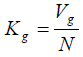 K_g = V_g / N